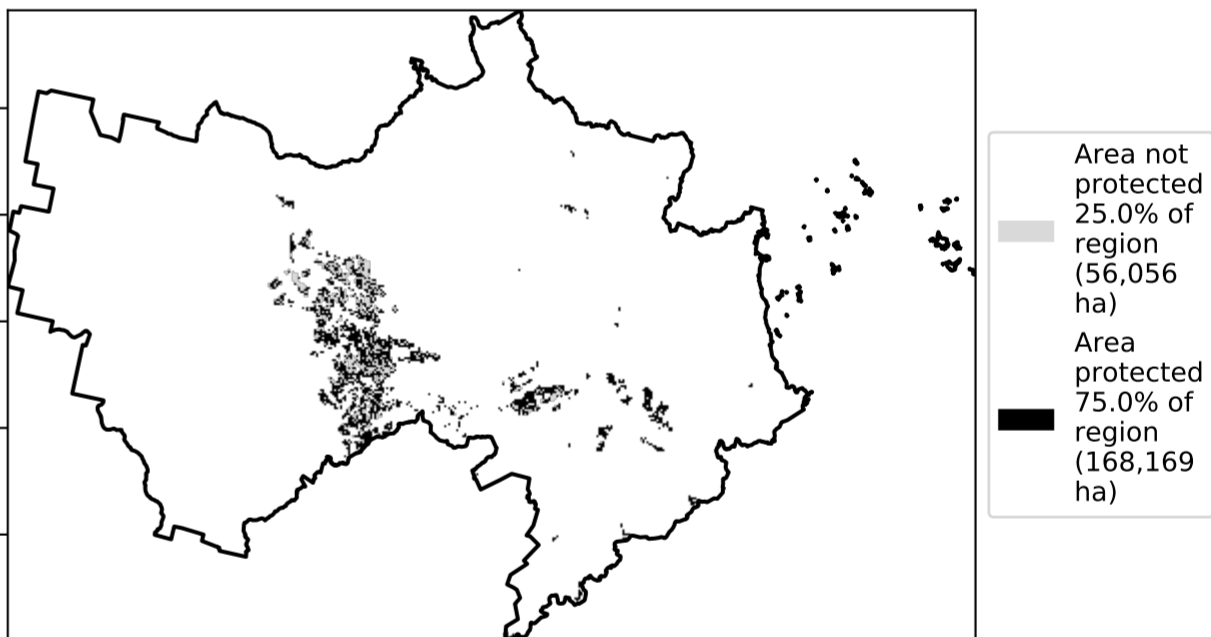 Area not
protected
25.0% of
region
(56,056
ha)
Area
protected
75.0% of
region
(168,169
ha)